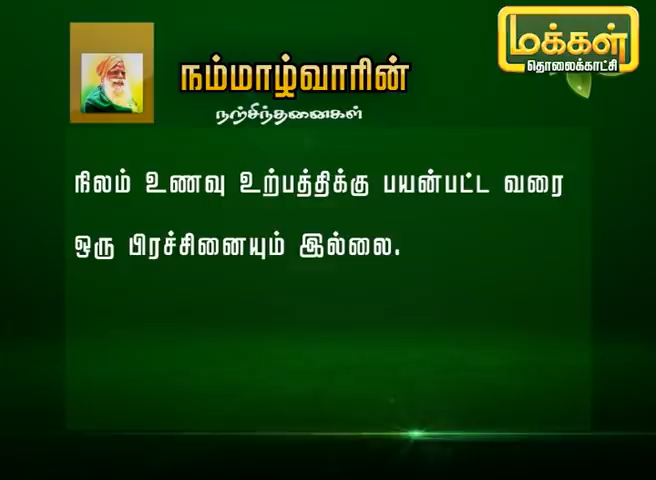 மக்கள்
தொலைக்காட்சி
நம்மாழ்வாரின்
நற்சிந்தனைகள்
நிலம் உணவு உற்பத்திக்கு பயன்பட்ட வரை
ஒரு பிரச்சினையும் இல்லை.